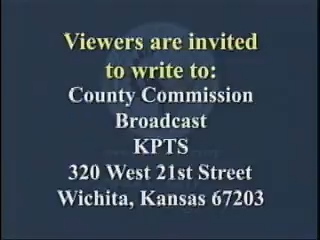 Viewers are invited
to write to:
County Commission
Broadcast
KPTS
320 West 21st Street
Wichita, Kansas 67203